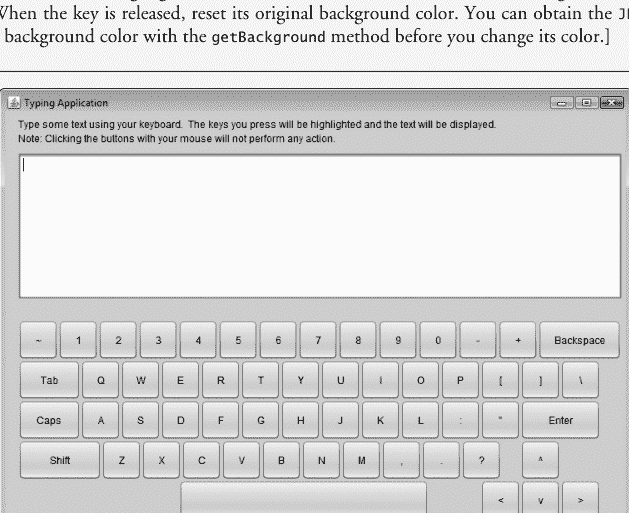 When the key is released, reset its original background color. You can obtain the
background color with the getBackground method before you change its color.]
Typing Application
Type some text using your keyboard. The keys you press will be highlighted and the text will be displayed.
Note: Clicking the buttons with your mouse will not perform any action.
~ 1 2 3 4 5 6 7 8 9 0 - + Backspace
Tab Q W E R T Y U I O P [ ] \
Caps A S D F G H J K L : " Enter
Shift Z X C V B N M , . ? ^
< v >